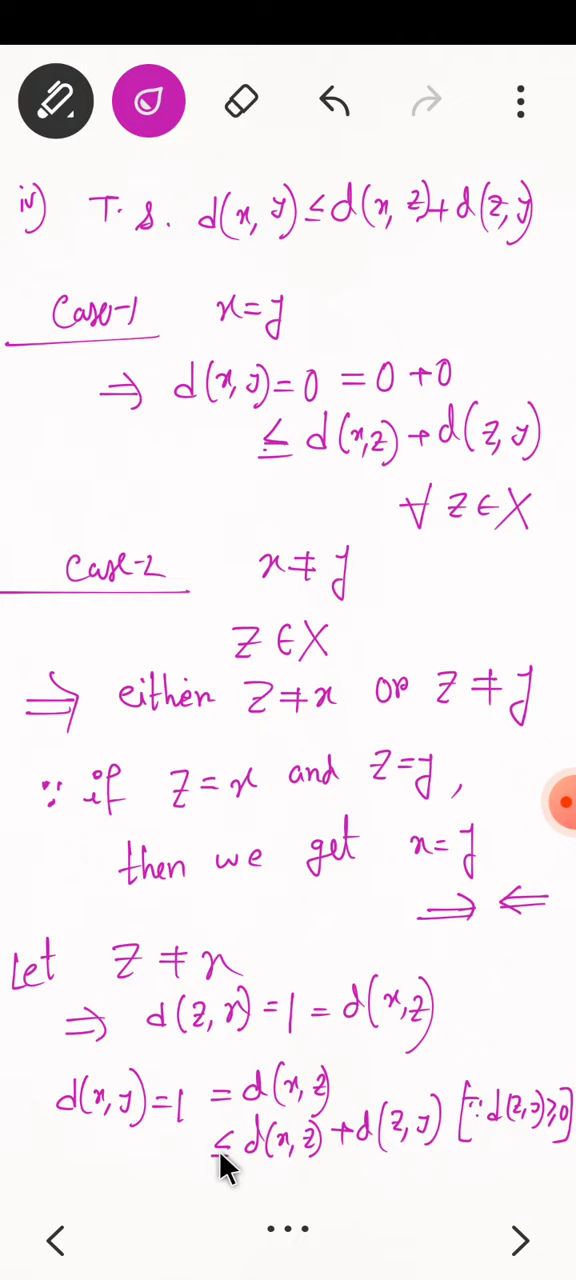 iv) T.S. d(x, y) ≤ d(x, z) + d(z, y)
Case-1 x = y
⇒ d(x, y) = 0 = 0 + 0
≤ d(x, z) + d(z, y)
∀ z ∈ X
Case-2 x ≠ y
z ∈ X
⇒ either z ≠ x or z ≠ y
∵ if z = x and z = y,
then we get x = y
⇒ ⇐
Let z ≠ x
⇒ d(z, x) = 1 = d(x, z)
d(x, y) = 1 = d(x, z)
≤ d(x, z) + d(z, y) [∵ d(z, y) ≥ 0]